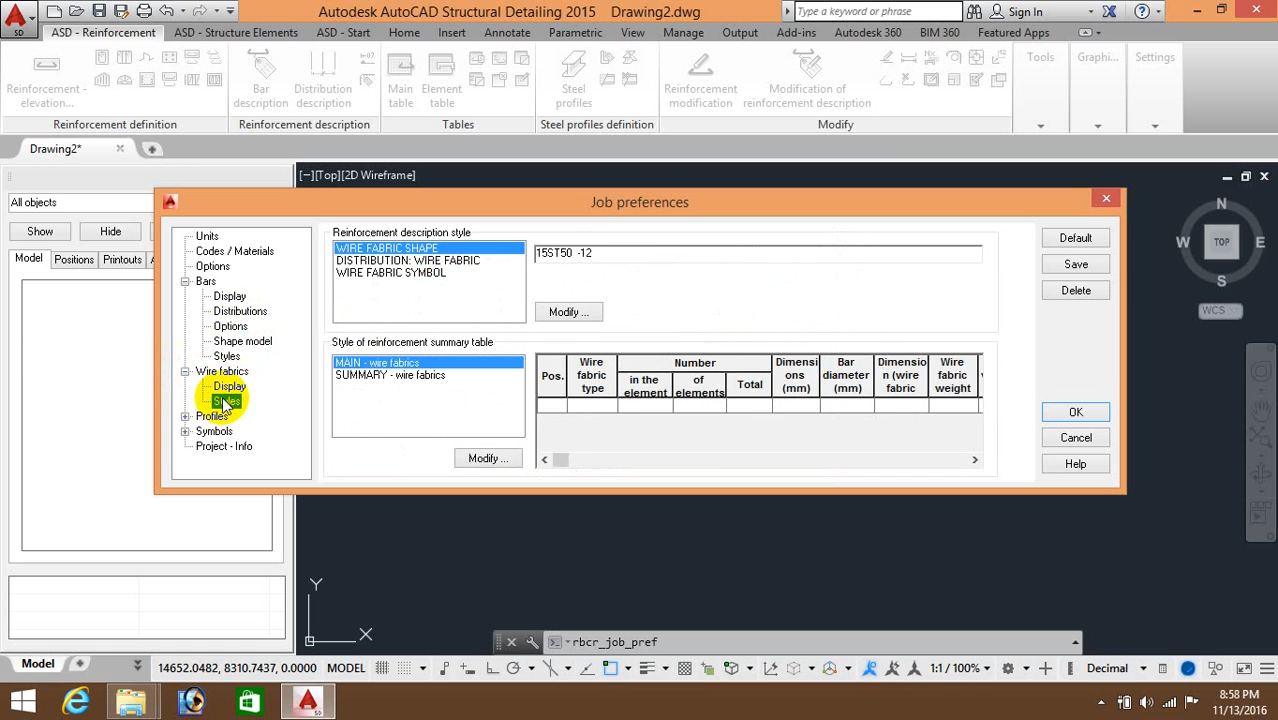 Autodesk AutoCAD Structural Detailing 2015 Drawing2.dwg
Type a keyword or phrase
Sign In
SD
ASD - Reinforcement
ASD - Structure Elements
ASD - Start
Home
Insert
Annotate
Parametric
View
Manage
Output
Add-ins
Autodesk 360
BIM 360
Featured Apps
Reinforcement - elevation...
Bar description
Distribution description
Main table
Element table
Steel profiles
Reinforcement modification
Modification of reinforcement description
Tools
Graphi...
Settings
Reinforcement definition
Reinforcement description
Tables
Steel profiles definition
Modify
Drawing2*
All objects
Show
Hide
Model
Positions
Printouts
[−][Top][2D Wireframe]
N
W
TOP
E
S
WCS
Job preferences
Units
Codes / Materials
Options
Bars
Display
Distributions
Options
Shape model
Styles
Wire fabrics
Display
Styles
Profiles
Symbols
Project - Info
Reinforcement description style
WIRE FABRIC SHAPE
DISTRIBUTION: WIRE FABRIC
WIRE FABRIC SYMBOL
15ST50 -12
Modify ...
Style of reinforcement summary table
MAIN - wire fabrics
SUMMARY - wire fabrics
Modify ...
Pos.
Wire fabric type
Number
in the element
of elements
Total
Dimensi ons (mm)
Bar diameter (mm)
Dimensio n (wire fabric
Wire fabric weight
Default
Save
Delete
OK
Cancel
Help
Y
X
rbcr_job_pref
Model
14652.0482, 8310.7437, 0.0000
MODEL
1:1 / 100%
Decimal
8:58 PM
11/13/2016